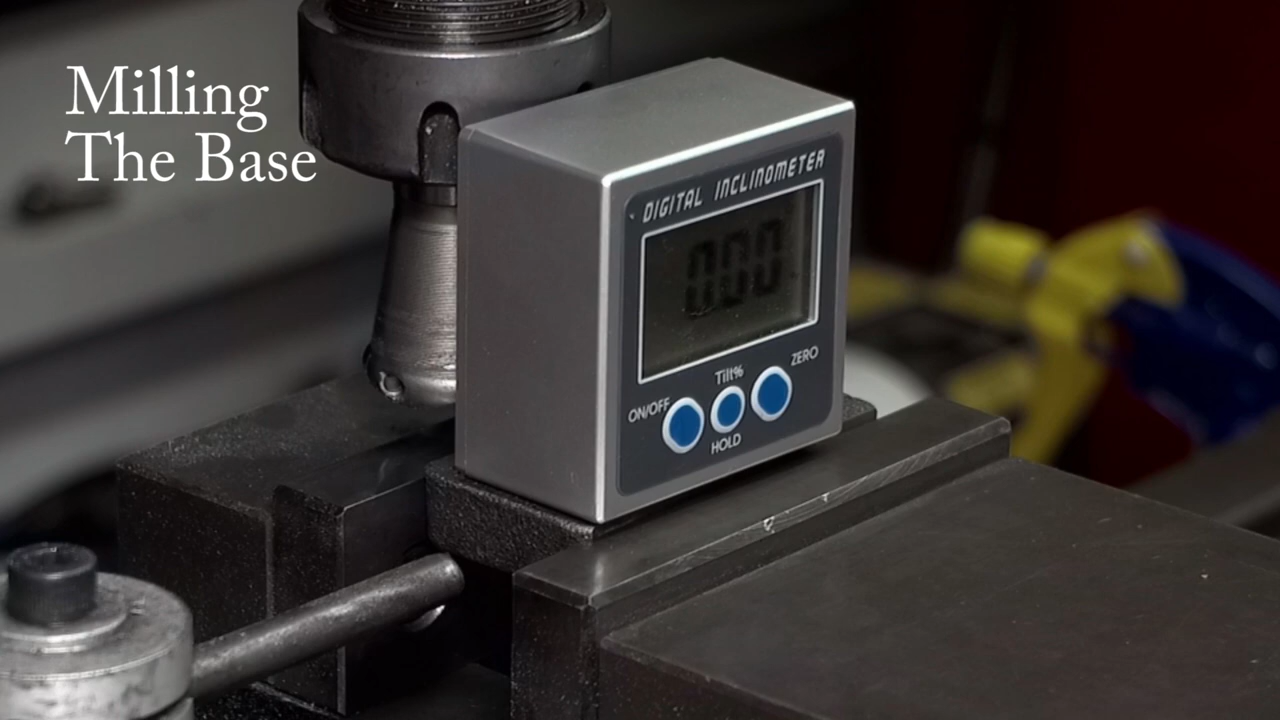 Milling
The Base
DIGITAL INCLINOMETER
0.00
ZERO
Tilt%
ON/OFF
HOLD